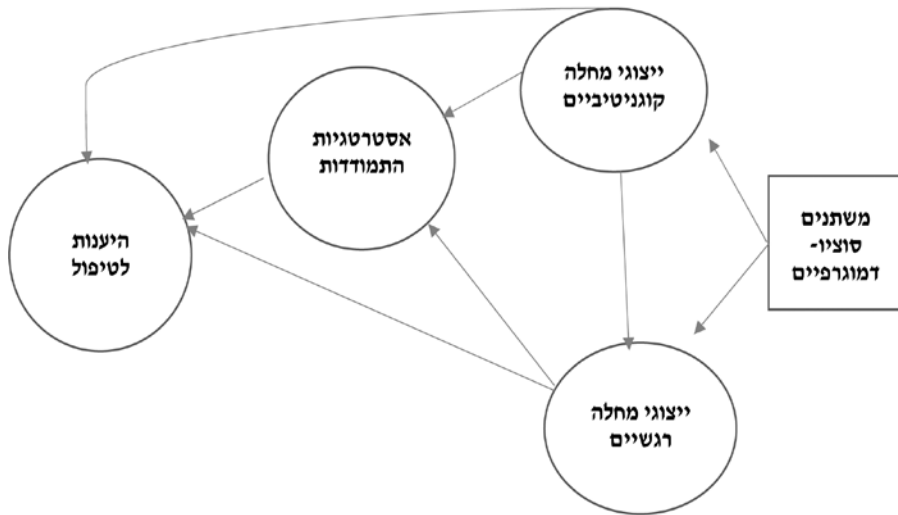 ייצוגי מחלה
קוגניטיביים
אסטרטגיות
התמודדות
משתנים
סוציו-
דמוגרפיים
היענות
לטיפול
ייצוגי מחלה
רגשיים